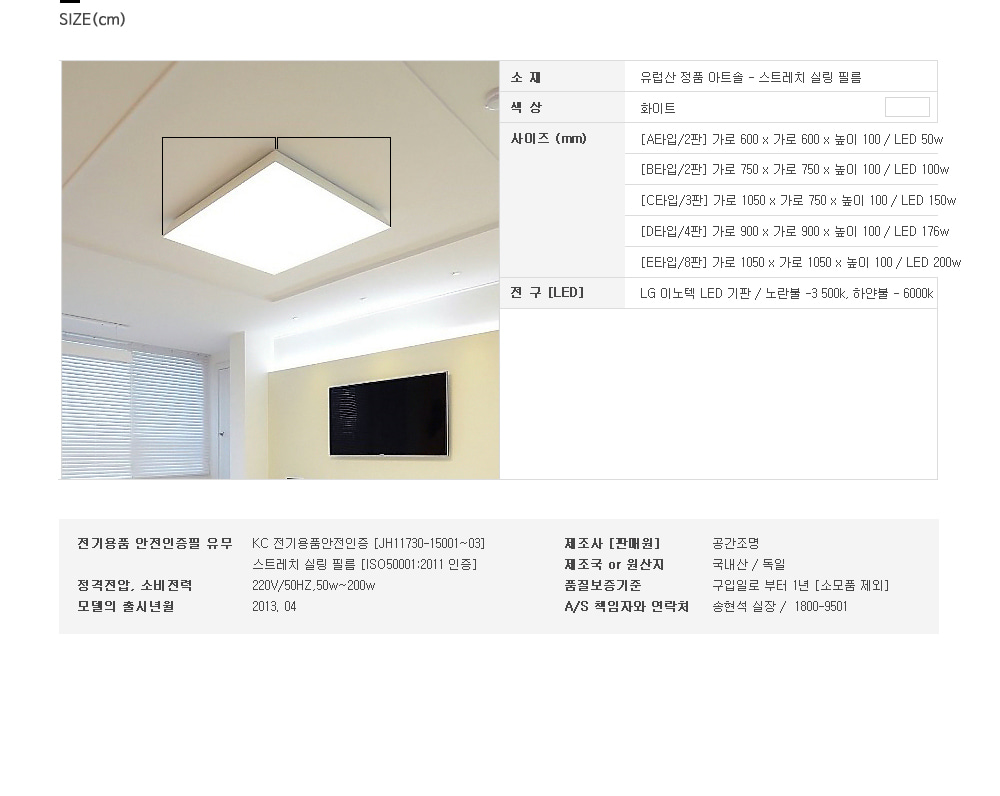 SIZE(cm)
소 재 유럽산 정품 아트솔 - 스트레치 실링 필름
색 상 화이트
사이즈 (mm) [A타입/2판] 가로 600 x 가로 600 x 높이 100 / LED 50w
[B타입/2판] 가로 750 x 가로 750 x 높이 100 / LED 100w
[C타입/3판] 가로 1050 x 가로 750 x 높이 100 / LED 150w
[D타입/4판] 가로 900 x 가로 900 x 높이 100 / LED 176w
[E타입/8판] 가로 1050 x 가로 1050 x 높이 100 / LED 200w
전 구 [LED] LG 이노텍 LED 기판 / 노란불 -3 500k, 하얀불 - 6000k
전기용품 안전인증필 유무 KC 전기용품안전인증 [JH11730-15001~03]
스트레치 실링 필름 [ISO50001:2011 인증]
정격전압, 소비전력 220V/50HZ,50w~200w
모델의 출시년월 2013, 04
제조사 [판매원] 공간조명
제조국 or 원산지 국내산 / 독일
품질보증기준 구입일로 부터 1년 [소모품 제외]
A/S 책임자와 연락처 송현석 실장 / 1800-9501